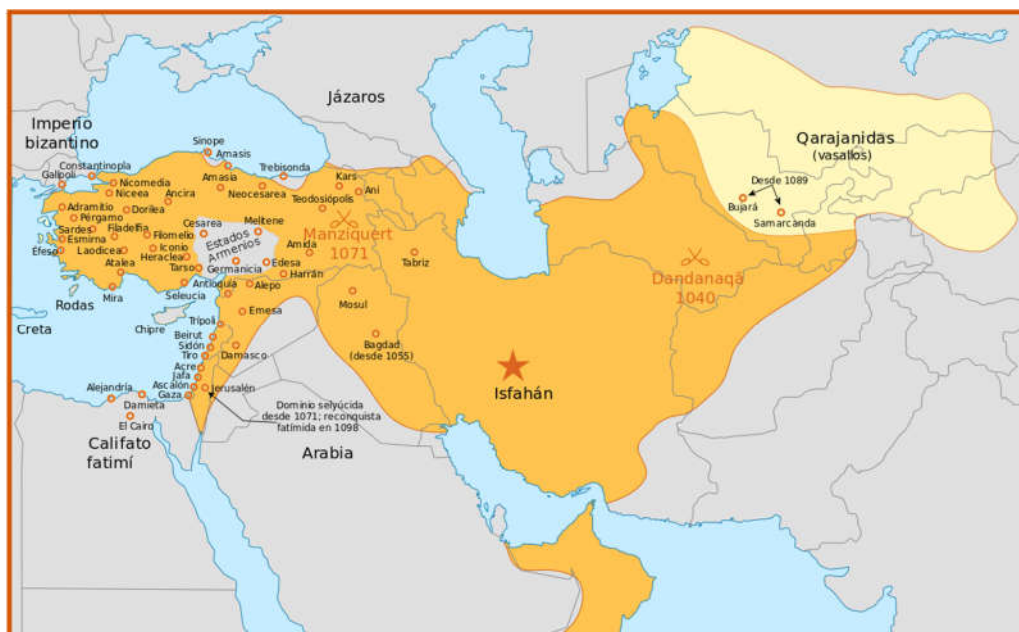 Imperio
bizantino
Jázaros
Qarajanidas
(vasallos)
Desde 1089
Bujará
Samarcanda
Sinope
Amasis
Trebisonda
Constantinopla
Galípoli
Nicomedia
Niceea
Ancira
Amasia
Neocesarea
Kars
Ani
Teodosiópolis
Adramitio
Dorilea
Pérgamo
Sardes
Filadelfia
Filomelio
Cesarea
Melitene
Estados
Armenios
Manziquert
1071
Esmirna
Éfeso
Laodicea
Iconio
Heraclea
Amida
Edesa
Germanicia
Harrán
Tabriz
Dandanaqã
1040
Atalea
Tarso
Mira
Seleucia
Antioquía
Alepo
Rodas
Creta
Chipre
Mosul
Emesa
Trípoli
Beirut
Sidón
Tiro
Damasco
Bagdad
(desde 1055)
Acre
Jafa
Ascalón
Jerusalén
Gaza
Isfahán
Alejandría
Damieta
El Cairo
Dominio selyúcida
desde 1071; reconquista
fatímida en 1098
Califato
fatimí
Arabia